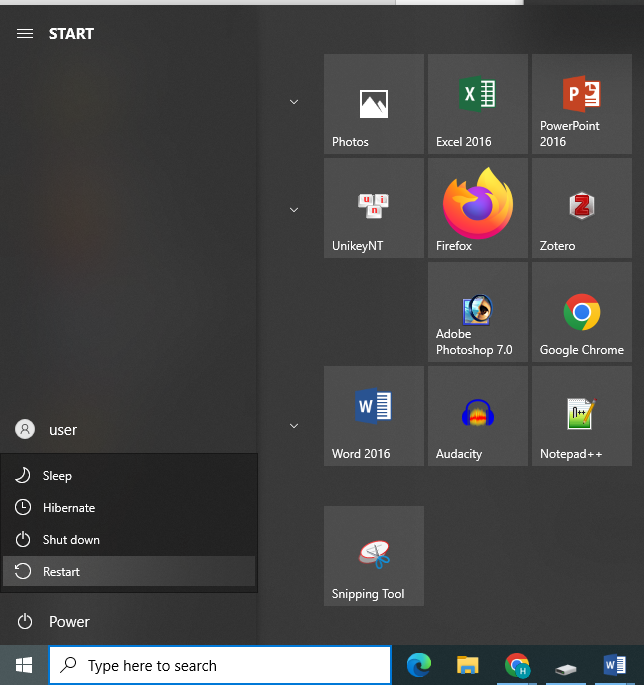 START
Photos
Excel 2016
PowerPoint
2016
UnikeyNT
Firefox
Zotero
Adobe
Photoshop 7.0
Google Chrome
Word 2016
Audacity
Notepad++
Snipping Tool
user
Sleep
Hibernate
Shut down
Restart
Power
Type here to search